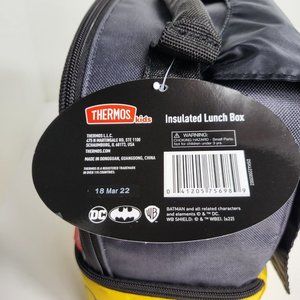 THERMOS
kids
Insulated Lunch Box
THERMOS L.L.C.
475 N MARTINGALE RD, STE 1100
SCHAUMBURG, IL 60173, USA
MADE IN DONGGUAN, GUANGDONG, CHINA
THERMOS IS A REGISTERED TRADEMARK
IN OVER 115 COUNTRIES
18 Mar 22
WARNING:
CHOKING HAZARD - Small Parts
Not for children under 3 yrs.
0 41205 75698 9
DC
WB
BATMAN and all related characters
and elements © & ™ DC.
WB SHIELD: © & ™ WBEI. (s22)